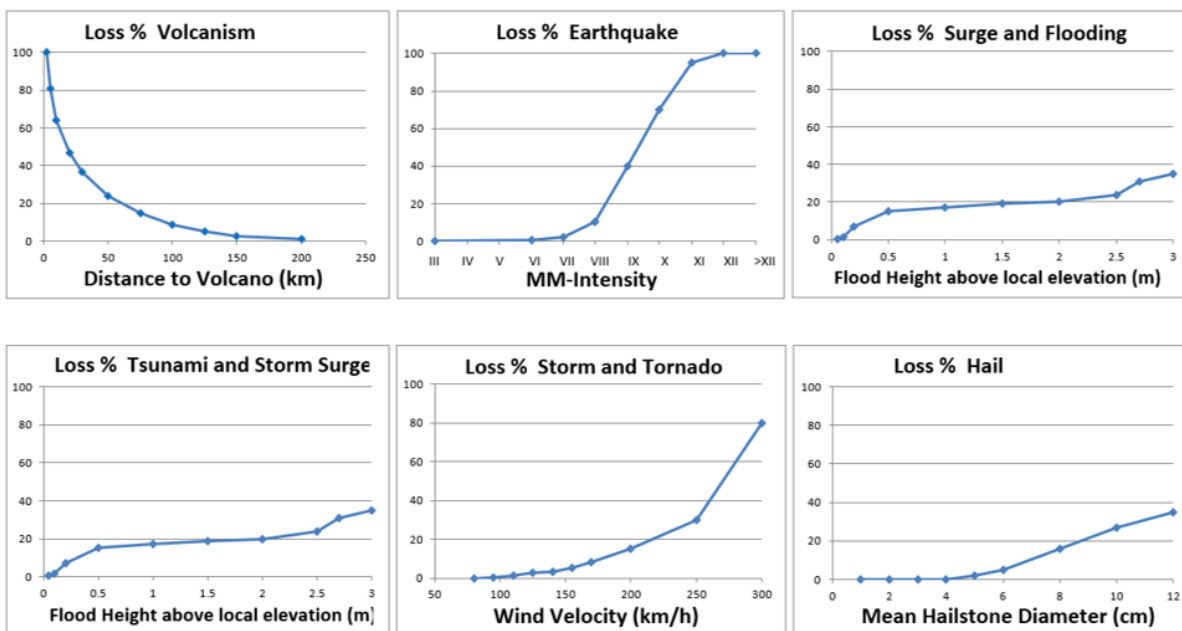 Loss %  Volcanism
100
80
60
40
20
0
0 50 100 150 200 250
Distance to Volcano (km)
Loss %  Earthquake
100
80
60
40
20
0
III IV V VI VII VIII IX X XI XII >XII
MM-Intensity
Loss %  Surge and Flooding
100
80
60
40
20
0
0 0.5 1 1.5 2 2.5 3
Flood Height above local elevation (m)
Loss %  Tsunami and Storm Surge
100
80
60
40
20
0
0 0.5 1 1.5 2 2.5 3
Flood Height above local elevation (m)
Loss %  Storm and Tornado
100
80
60
40
20
0
50 100 150 200 250 300
Wind Velocity (km/h)
Loss %  Hail
100
80
60
40
20
0
0 2 4 6 8 10 12
Mean Hailstone Diameter (cm)